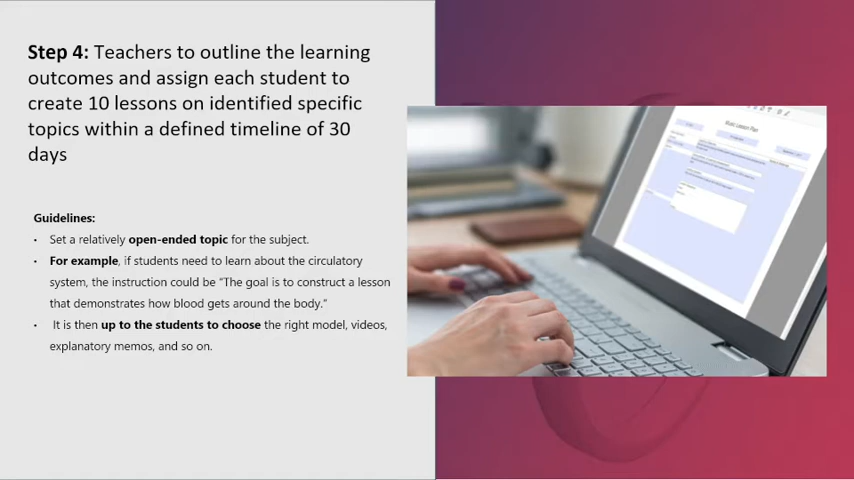 Step 4: Teachers to outline the learning
outcomes and assign each student to
create 10 lessons on identified specific
topics within a defined timeline of 30
days
Guidelines:
• Set a relatively open-ended topic for the subject.
• For example, if students need to learn about the circulatory
system, the instruction could be “The goal is to construct a lesson
that demonstrates how blood gets around the body.”
• It is then up to the students to choose the right model, videos,
explanatory memos, and so on.
Music Lesson Plan